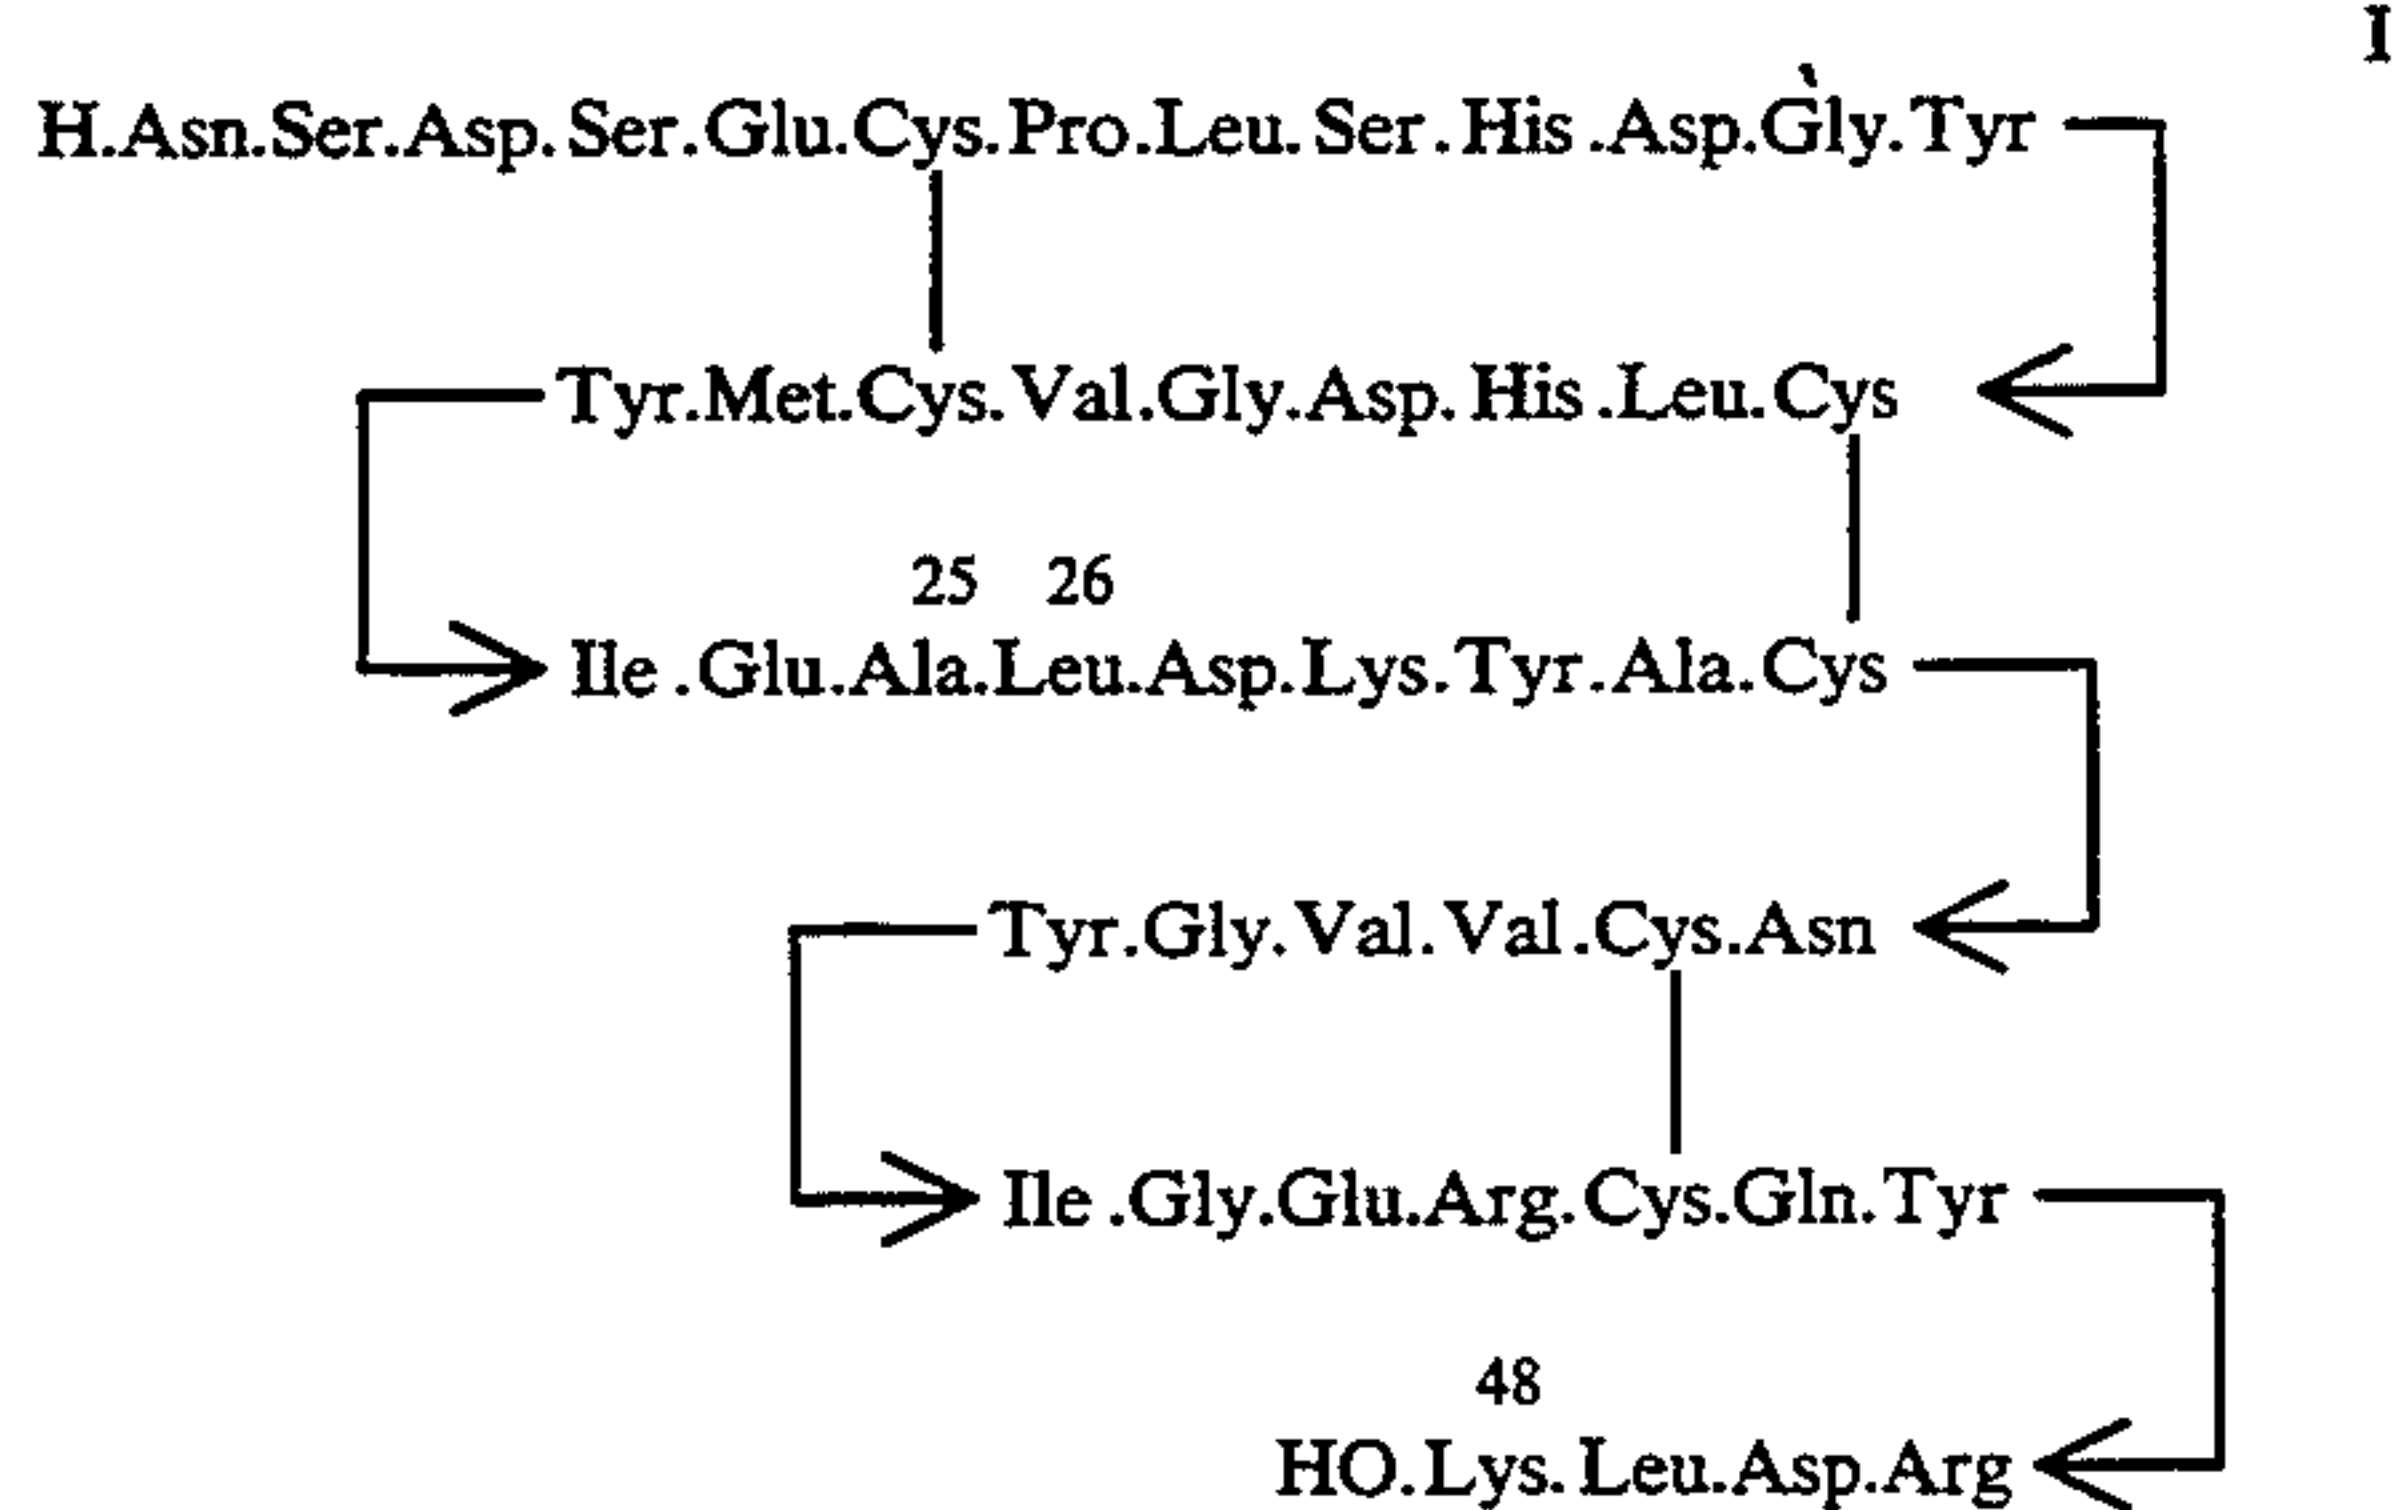 I
H.Asn.Ser.Asp.Ser.Glu.Cys.Pro.Leu.Ser.His.Asp.Gly.Tyr
Tyr.Met.Cys.Val.Gly.Asp.His.Leu.Cys
25 26
Ile.Glu.Ala.Leu.Asp.Lys.Tyr.Ala.Cys
Tyr.Gly.Val.Val.Cys.Asn
Ile.Gly.Glu.Arg.Cys.Gln.Tyr
48
HO.Lys.Leu.Asp.Arg